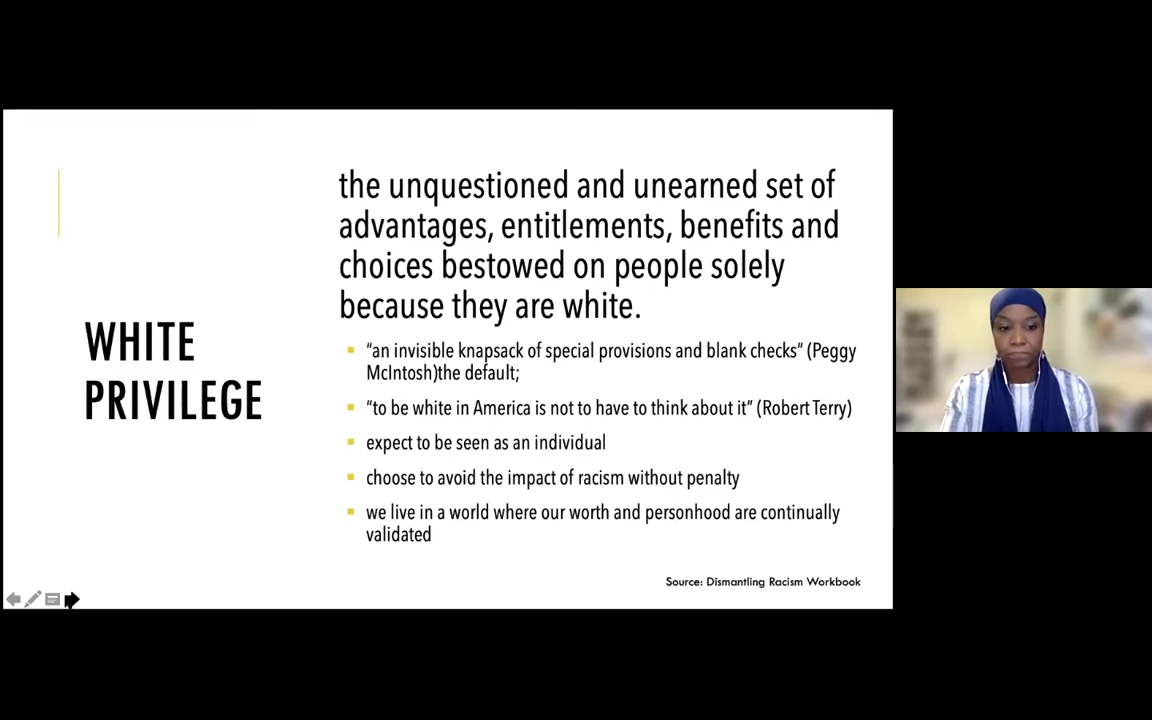 WHITE
PRIVILEGE
the unquestioned and unearned set of
advantages, entitlements, benefits and
choices bestowed on people solely
because they are white.
“an invisible knapsack of special provisions and blank checks” (Peggy
McIntosh)the default;
“to be white in America is not to have to think about it” (Robert Terry)
expect to be seen as an individual
choose to avoid the impact of racism without penalty
we live in a world where our worth and personhood are continually
validated
Source: Dismantling Racism Workbook